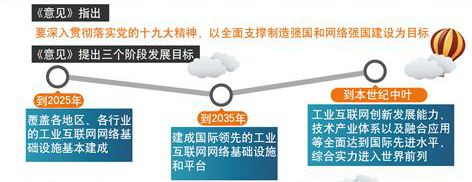 《意见》指出
要深入贯彻落实党的十九大精神，以全面支撑制造强国和网络强国建设为目标
《意见》提出三个阶段发展目标
到2025年
覆盖各地区、各行业
的工业互联网网络基
础设施基本建成
到2035年
建成国际领先的工业
互联网网络基础设施
和平台
到本世纪中叶
工业互联网创新发展能力、
技术产业体系以及融合应用
等全面达到国际先进水平，
综合实力进入世界前列